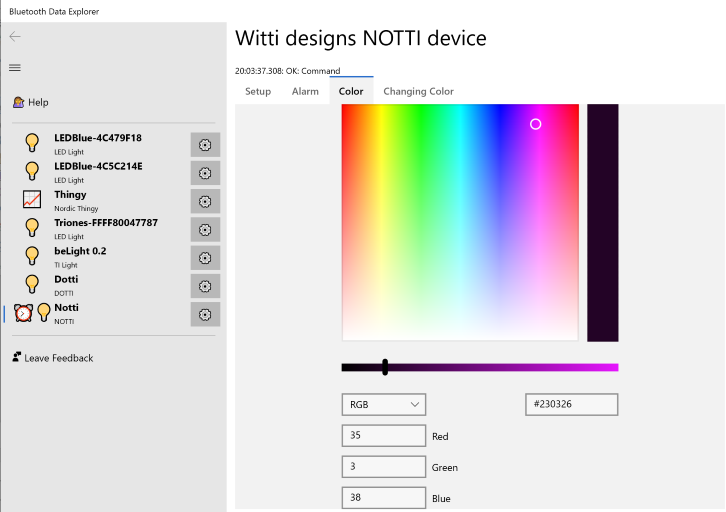 Bluetooth Data Explorer
Help
LEDBlue-4C479F18
LED Light
LEDBlue-4C5C214E
LED Light
Thingy
Nordic Thingy
Triones-FFFF80047787
LED Light
beLight 0.2
TI Light
Dotti
DOTTI
Notti
NOTTI
Leave Feedback
Witti designs NOTTI device
20:03:37.308: OK: Command
Setup Alarm Color Changing Color
RGB #230326
35 Red
3 Green
38 Blue